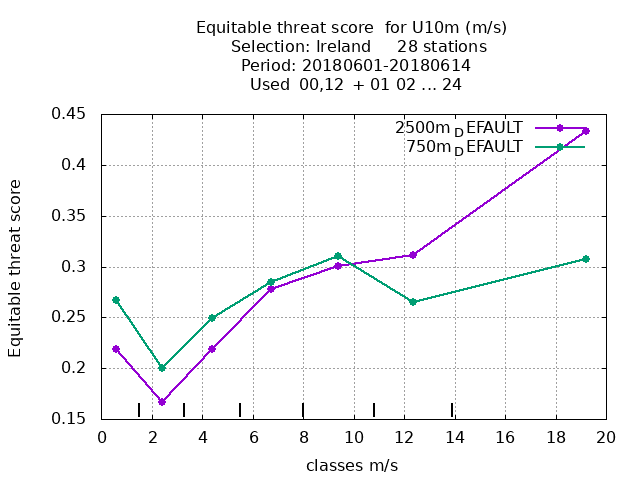 Equitable threat score  for U10m (m/s)
Selection: Ireland     28 stations
Period: 20180601-20180614
Used  00,12  + 01 02 ... 24
2500m_DEFAULT
750m_DEFAULT
Equitable threat score
0.45
0.4
0.35
0.3
0.25
0.2
0.15
0 2 4 6 8 10 12 14 16 18 20
classes m/s